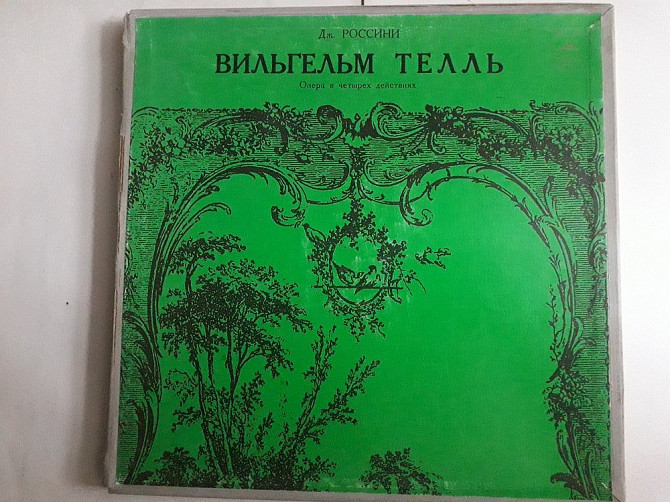 Дж. РОССИНИ
ВИЛЬГЕЛЬМ ТЕЛЛЬ
Опера в четырех действиях